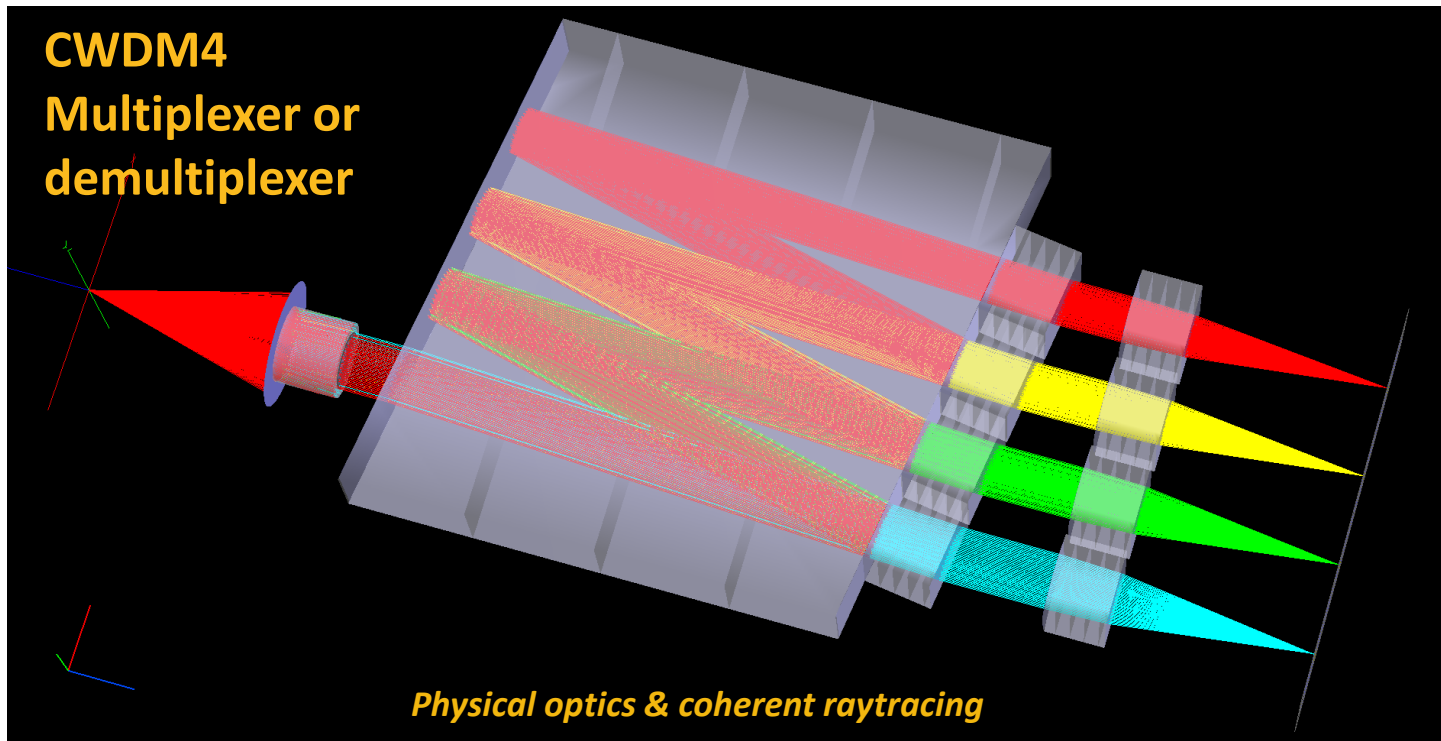 CWDM4
Multiplexer or
demultiplexer
Physical optics & coherent raytracing